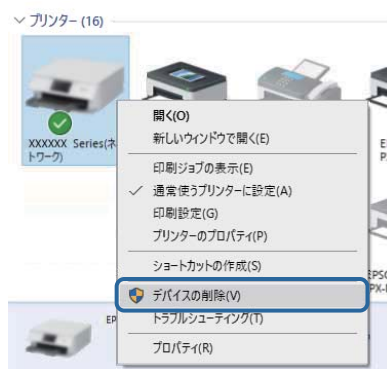 プリンター (16)
XXXXXX Series(ネ
トワーク)
開く(O)
新しいウィンドウで開く(E)
印刷ジョブの表示(E)
通常使うプリンターに設定(A)
印刷設定(G)
プリンターのプロパティ(P)
ショートカットの作成(S)
デバイスの削除(V)
トラブルシューティング(T)
プロパティ(R)
E
P
EPSO
PX-
EP